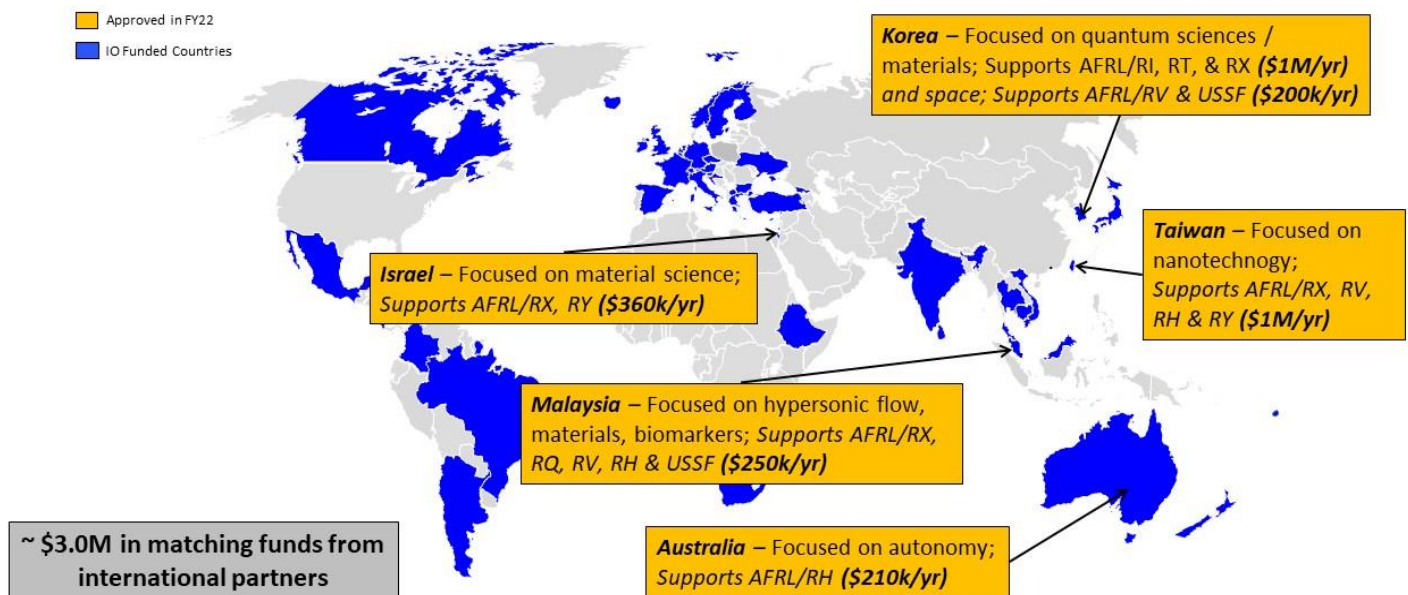 Approved in FY22
IO Funded Countries
Korea – Focused on quantum sciences /
materials; Supports AFRL/RI, RT, & RX ($1M/yr)
and space; Supports AFRL/RV & USSF ($200k/yr)
Taiwan – Focused on
nanotechnogy;
Supports AFRL/RX, RV,
RH & RY ($1M/yr)
Israel – Focused on material science;
Supports AFRL/RX, RY ($360k/yr)
Malaysia – Focused on hypersonic flow,
materials, biomarkers; Supports AFRL/RX,
RQ, RV, RH & USSF ($250k/yr)
Australia – Focused on autonomy;
Supports AFRL/RH ($210k/yr)
~ $3.0M in matching funds from
international partners